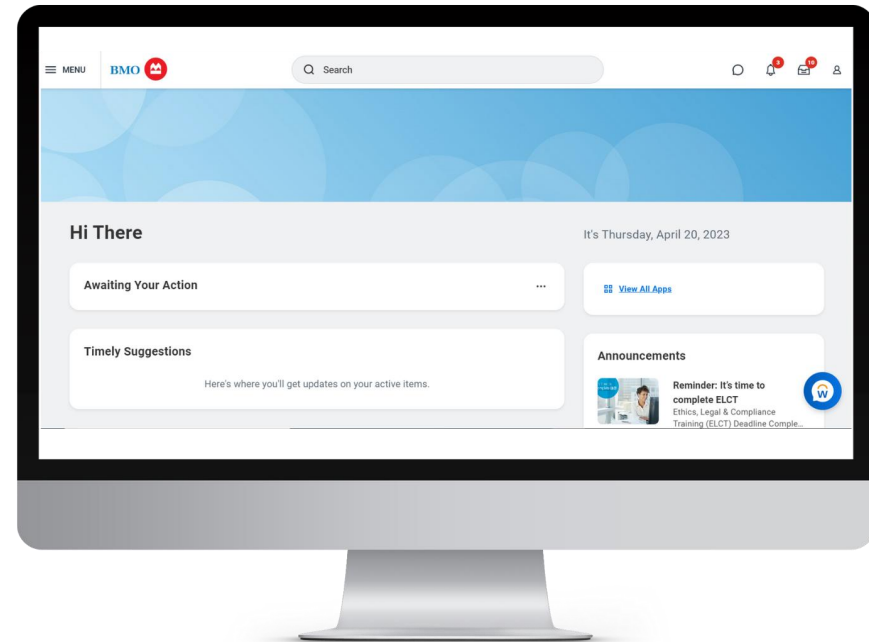 MENU
BMO
Search
3
10
Hi There
It's Thursday, April 20, 2023
Awaiting Your Action
...
View All Apps
Timely Suggestions
Here's where you'll get updates on your active items.
Announcements
Reminder: It's time to
complete ELCT
Ethics, Legal & Compliance
Training (ELCT) Deadline Comple...
W